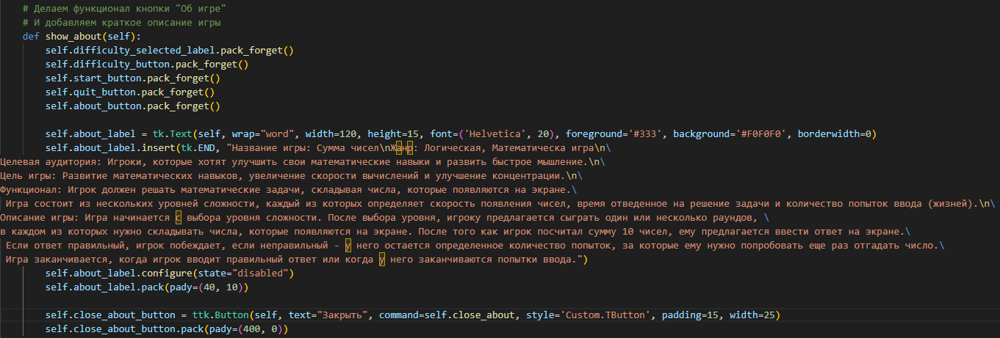 # Делаем функционал кнопки "Об игре"
# И добавляем краткое описание игры
def show_about(self):
self.difficulty_selected_label.pack_forget()
self.difficulty_button.pack_forget()
self.start_button.pack_forget()
self.quit_button.pack_forget()
self.about_button.pack_forget()
self.about_label = tk.Text(self, wrap="word", width=120, height=15, font=('Helvetica', 20), foreground='#333', background='#F0F0F0', borderwidth=0)
self.about_label.insert(tk.END, "Название игры: Сумма чисел\nЖанр: Логическая, Математическа игра\n\
Целевая аудитория: Игроки, которые хотят улучшить свои математические навыки и развить быстрое мышление.\n\
Цель игры: Развитие математических навыков, увеличение скорости вычислений и улучшение концентрации.\n\
Функционал: Игрок должен решать математические задачи, складывая числа, которые появляются на экране.\
Игра состоит из нескольких уровней сложности, каждый из которых определяет скорость появления чисел, время отведенное на решение задачи и количество попыток ввода (жизней).\n\
Описание игры: Игра начинается с выбора уровня сложности. После выбора уровня, игроку предлагается сыграть один или несколько раундов, \
в каждом из которых нужно складывать числа, которые появляются на экране. После того как игрок посчитал сумму 10 чисел, ему предлагается ввести ответ на экране.\
Если ответ правильный, игрок побеждает, если неправильный - у него остается определенное количество попыток, за которые ему нужно попробовать еще раз отгадать число.\
Игра заканчивается, когда игрок вводит правильный ответ или когда у него заканчиваются попытки ввода.")
self.about_label.configure(state="disabled")
self.about_label.pack(pady=(40, 10))
self.close_about_button = ttk.Button(self, text="Закрыть", command=self.close_about, style='Custom.TButton', padding=15, width=25)
self.close_about_button.pack(pady=(400, 0))